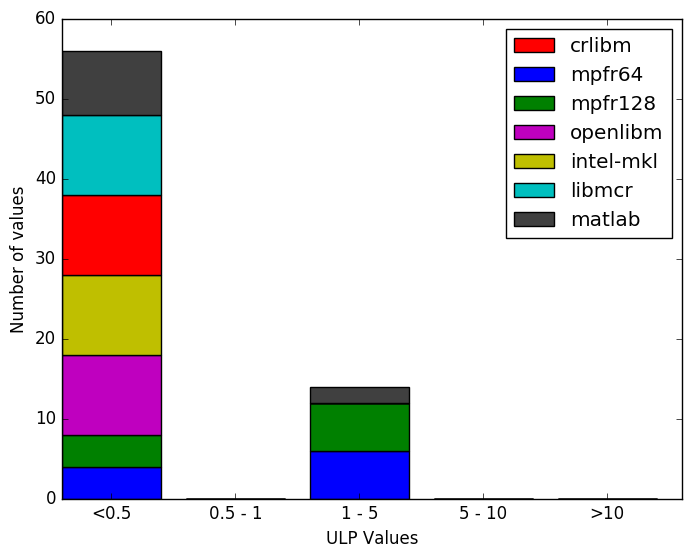 60
50
40
30
20
10
0
Number of values
crlibm
mpfr64
mpfr128
openlibm
intel-mkl
libmcr
matlab
<0.5 0.5 - 1 1 - 5 5 - 10 >10
ULP Values